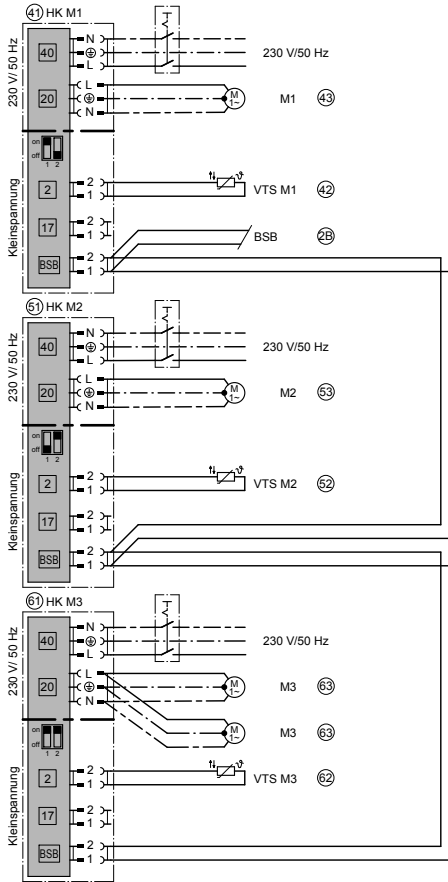 41 HK M1
230 V/ 50 Hz
40
N
L
230 V/50 Hz
20
L
N
M
1~
M1 43
on
off
1 2
Kleinspannung
2
2
1
ϑ
VTS M1 42
17
2
1
BSB 2B
BSB
2
1
51 HK M2
230 V/ 50 Hz
40
N
L
230 V/50 Hz
20
L
N
M
1~
M2 53
on
off
1 2
Kleinspannung
2
2
1
ϑ
VTS M2 52
17
2
1
BSB
2
1
61 HK M3
230 V/ 50 Hz
40
N
L
230 V/50 Hz
20
L
N
M
1~
M3 63
M
1~
M3 63
on
off
1 2
Kleinspannung
2
2
1
ϑ
VTS M3 62
17
2
1
BSB
2
1